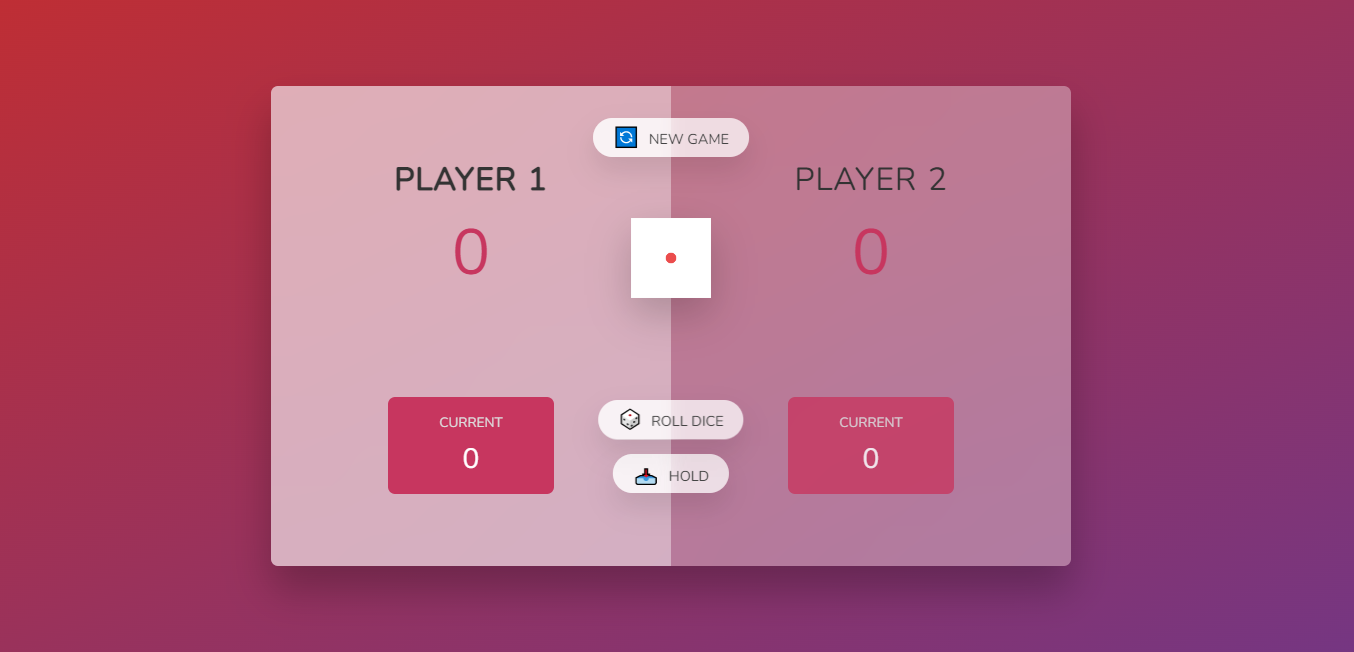 NEW GAME
PLAYER 1
0
PLAYER 2
0
CURRENT
0
ROLL DICE
HOLD
CURRENT
0